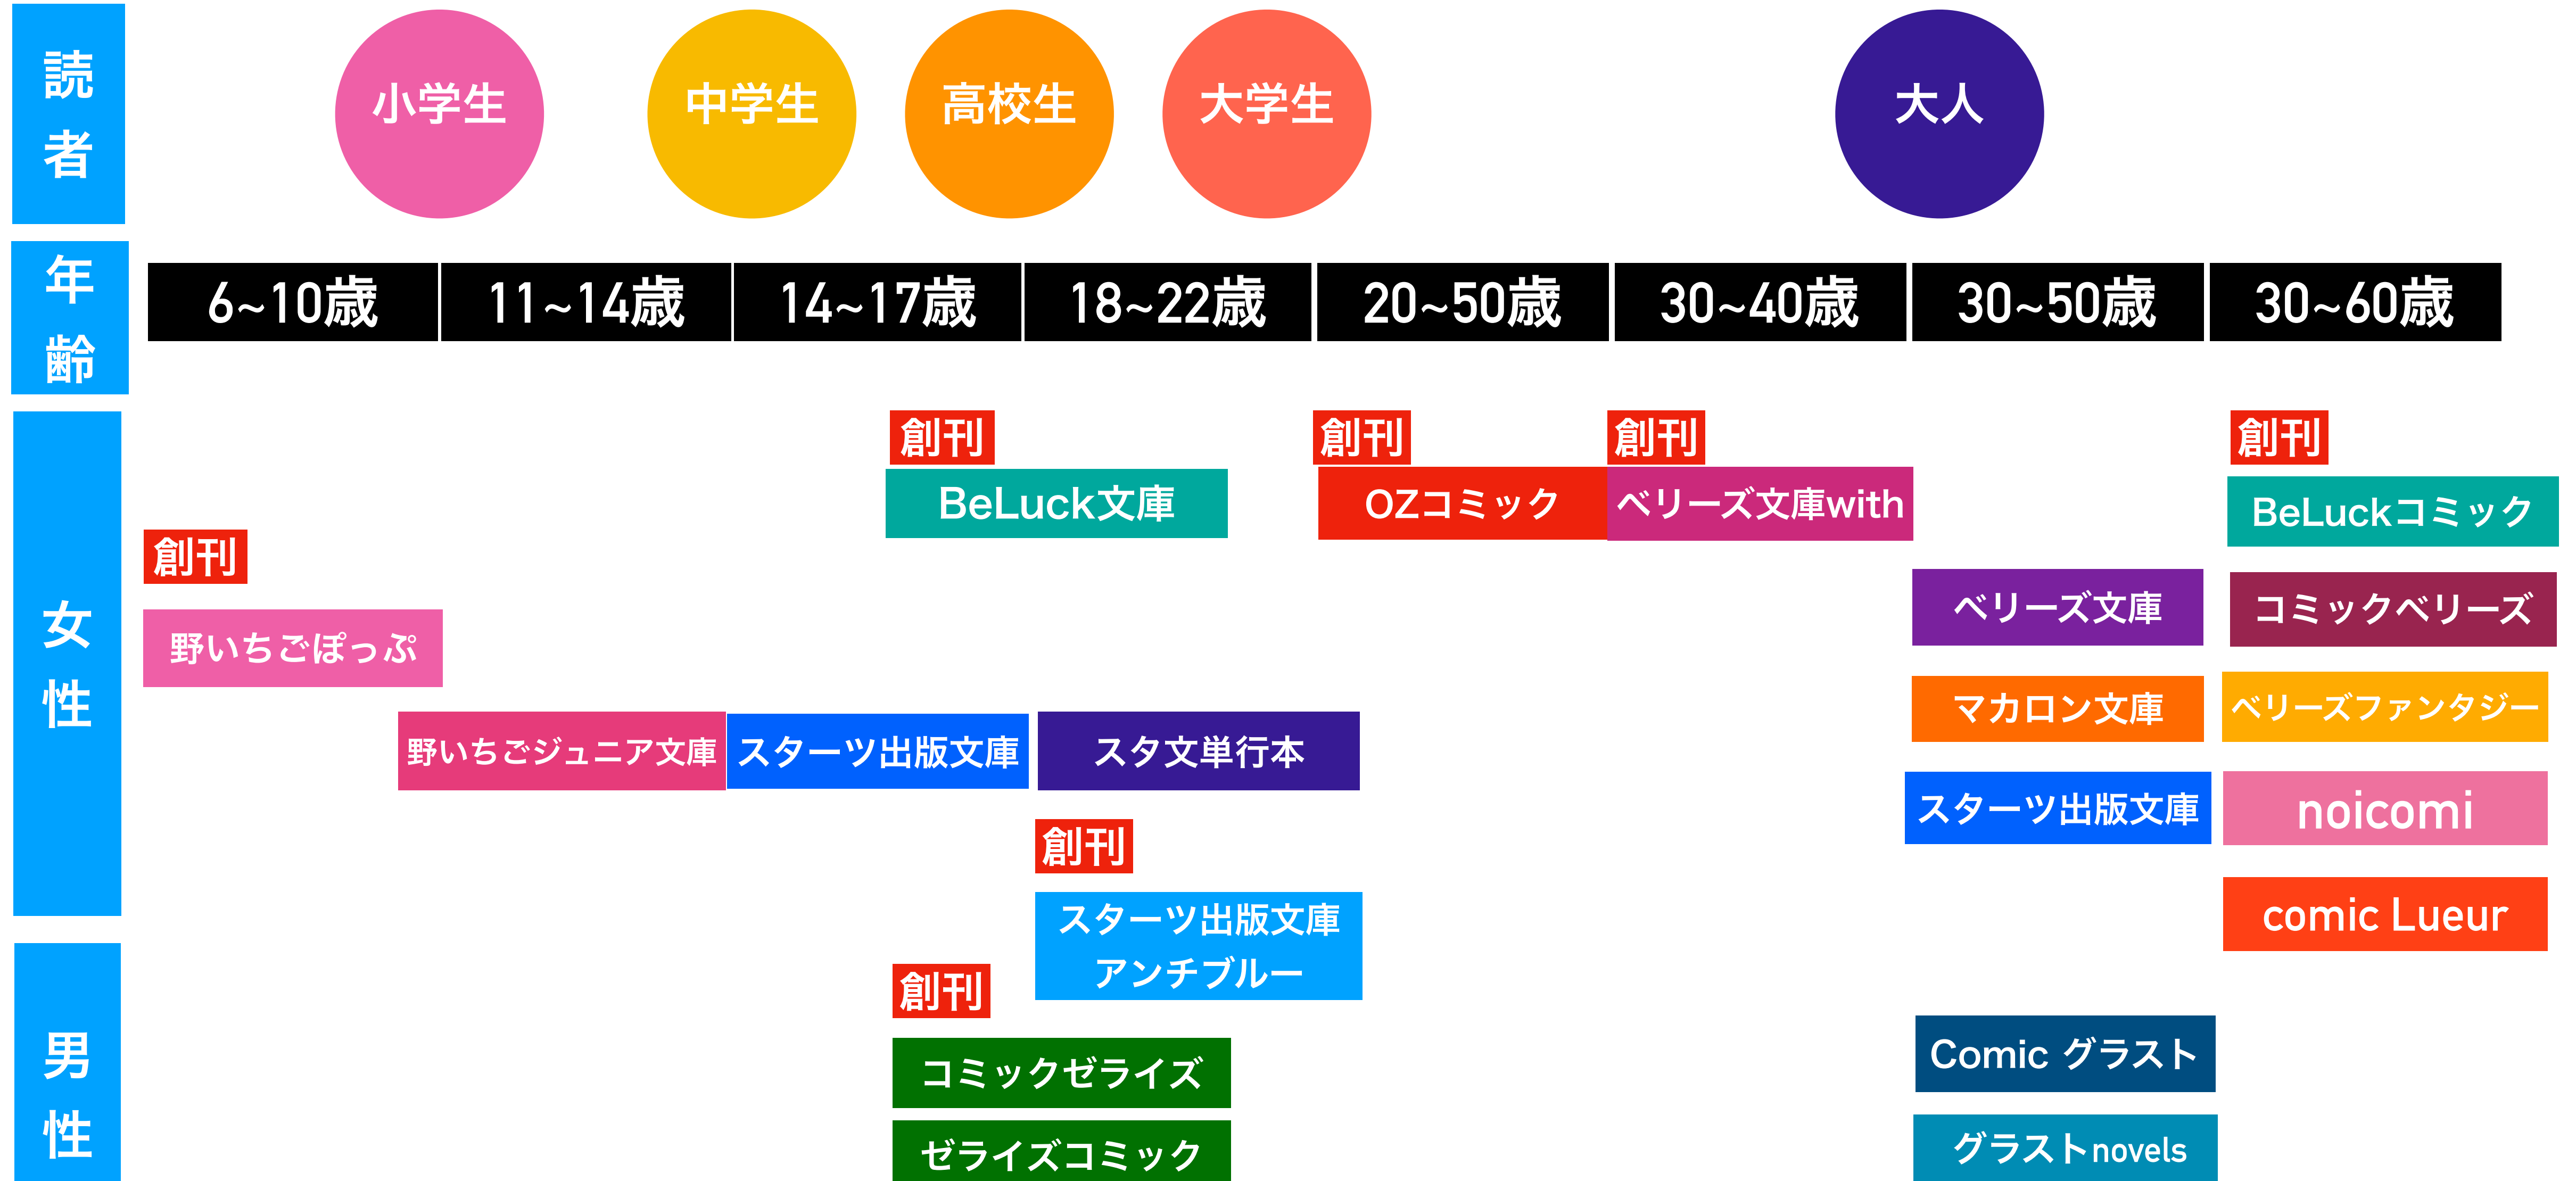 読者
小学生
中学生
高校生
大学生
大人
年齢
6~10歳
11~14歳
14~17歳
18~22歳
20~50歳
30~40歳
30~50歳
30~60歳
女性
創刊
BeLuck文庫
創刊
OZコミック
創刊
ベリーズ文庫with
創刊
BeLuckコミック
創刊
野いちごぽっぷ
ベリーズ文庫
コミックベリーズ
マカロン文庫
ベリーズファンタジー
野いちごジュニア文庫
スターツ出版文庫
スタ文単行本
スターツ出版文庫
noicomi
創刊
スターツ出版文庫
アンチブルー
comic Lueur
男性
創刊
コミックゼライズ
ゼライズコミック
Comic グラスト
グラストnovels